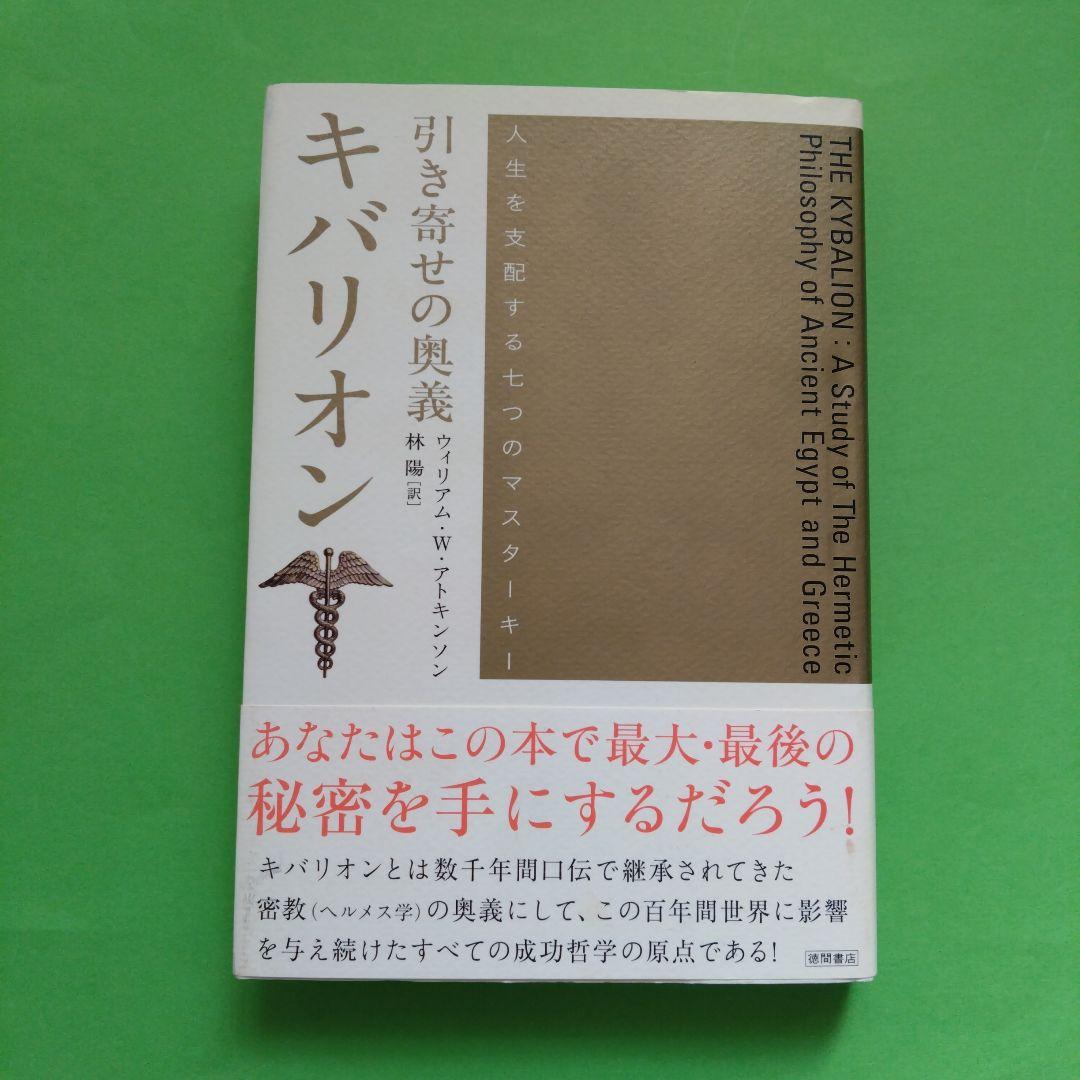 THE KYBALION : A Study of The Hermetic
Philosophy of Ancient Egypt and Greece
人生を支配する七つのマスターキー
引き寄せの奥義
キバリオン
ウィリアム・W・アトキンソン
林 陽[訳]
あなたはこの本で最大・最後の
秘密を手にするだろう!
キバリオンとは数千年間口伝で継承されてきた
密教(ヘルメス学)の奥義にして、この百年間世界に影響
を与え続けたすべての成功哲学の原点である!
徳間書店